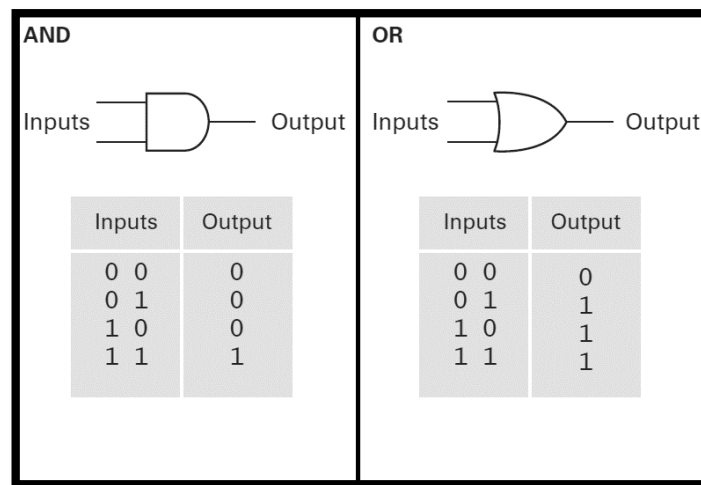 AND
Inputs Output
Inputs Output
0 0 0
0 1 0
1 0 0
1 1 1
OR
Inputs Output
Inputs Output
0 0 0
0 1 1
1 0 1
1 1 1